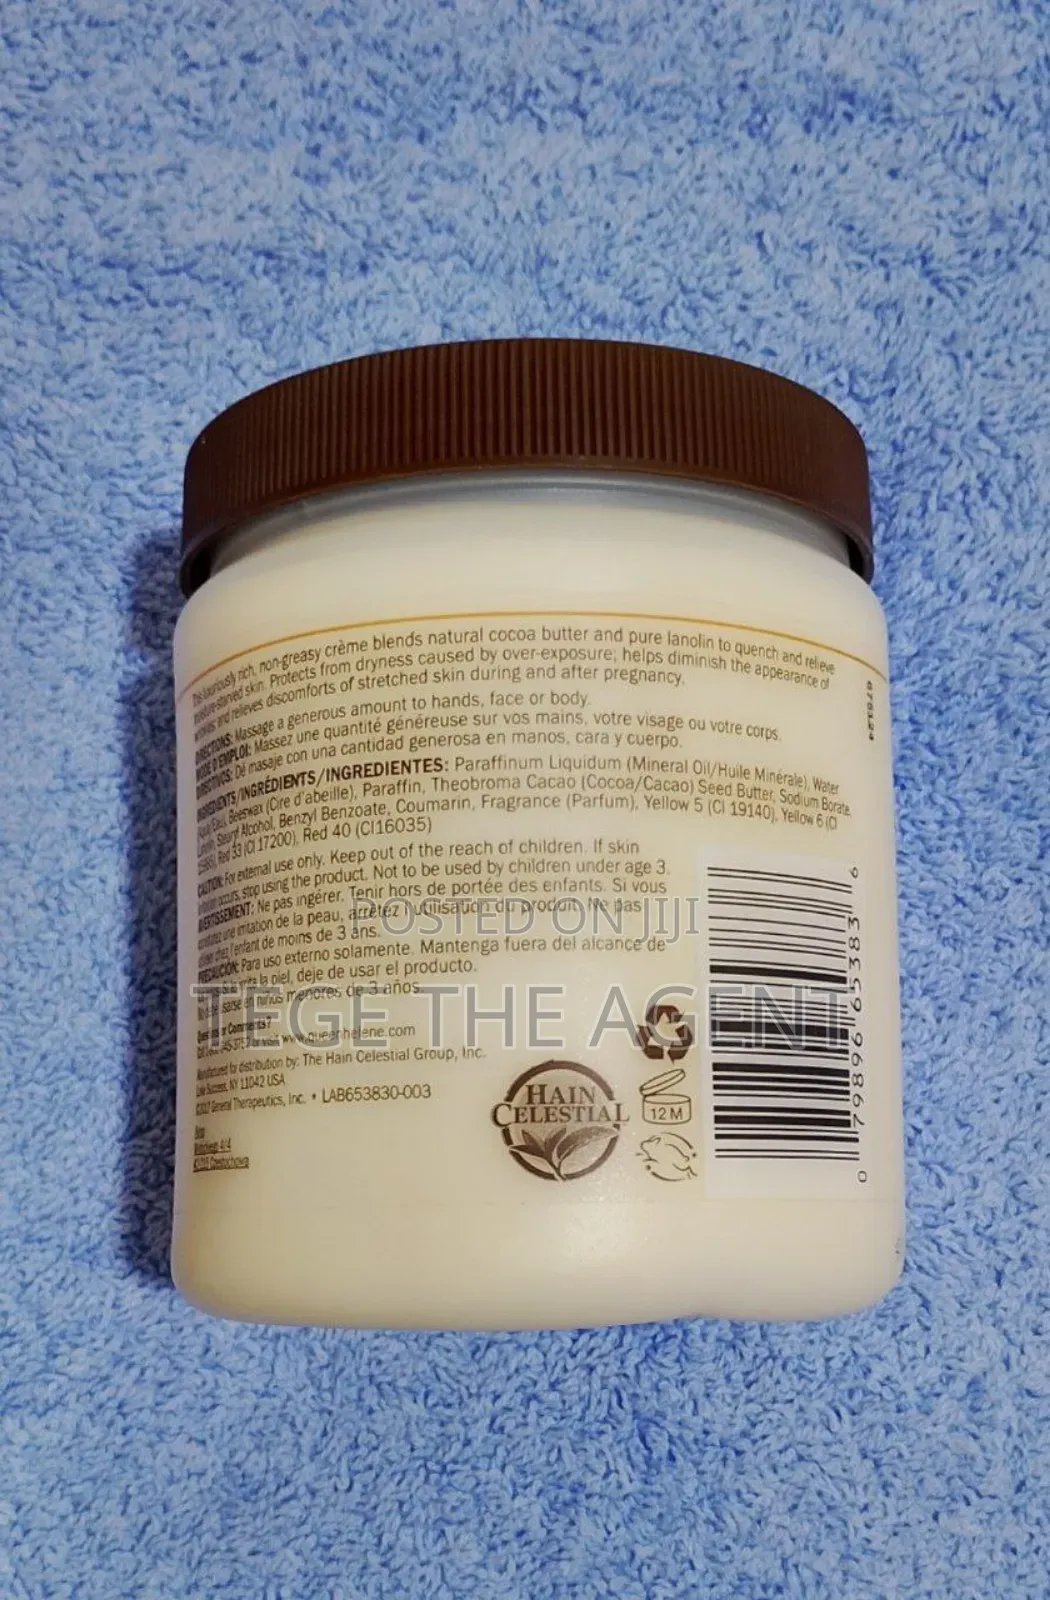 This luxuriously rich, non-greasy crème blends natural cocoa butter and pure lanolin to quench and relieve
moisture-starved skin. Protects from dryness caused by over-exposure; helps diminish the appearance of
wrinkles; and relieves discomforts of stretched skin during and after pregnancy.
DIRECTIONS: Massage a generous amount to hands, face or body.
MODE D'EMPLOI: Massez une quantité généreuse sur vos mains, votre visage ou votre corps.
DIRECTIVOS: Dé masaje con una cantidad generosa en manos, cara y cuerpo.
INGREDIENTS/INGRÉDIENTS/INGREDIENTES: Paraffinum Liquidum (Mineral Oil/Huile Minérale), Water
(Aqua/Eau), Beeswax (Cire d'abeille), Paraffin, Theobroma Cacao (Cocoa/Cacao) Seed Butter, Sodium Borate,
Lanolin, Stearyl Alcohol, Benzyl Benzoate, Coumarin, Fragrance (Parfum), Yellow 5 (CI 19140), Yellow 6 (CI
15985), Red 33 (CI 17200), Red 40 (CI16035)
CAUTION: For external use only. Keep out of the reach of children. If skin
irritation occurs, stop using the product. Not to be used by children under age 3.
AVERTISSEMENT: Ne pas ingérer. Tenir hors de portée des enfants. Si vous
constatez une irritation de la peau, arrêtez l'utilisation du produit. Ne pas
utiliser chez l'enfant de moins de 3 ans.
PRECAUCIÓN: Para uso externo solamente. Mantenga fuera del alcance de
la piel, deje de usar el producto.
en niños menores de 3 años.
Questions or Comments?
visit www.queenhelene.com
Manufactured for distribution by: The Hain Celestial Group, Inc.
Lake Success, NY 11042 USA
©2017 General Therapeutics, Inc. • LAB653830-003
HAIN
CELESTIAL
12 M
0 79896 65383 6
676124
POSTED ON JIJI
TEGE THE AGENT